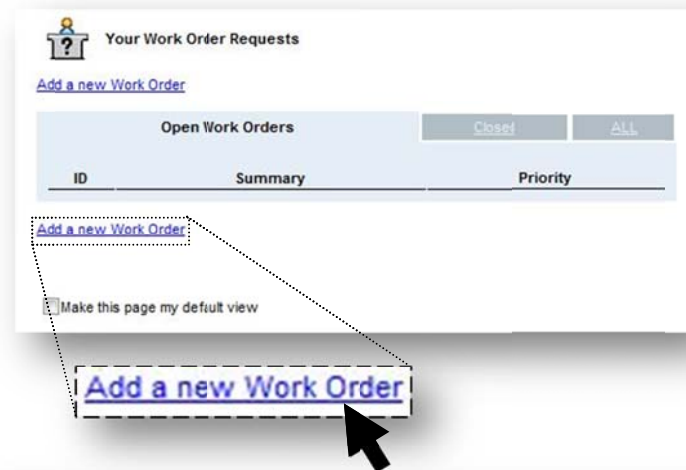 ?
Your Work Order Requests
Add a new Work Order
Open Work Orders Closed ALL
ID Summary Priority
Add a new Work Order
Make this page my default view
Add a new Work Order